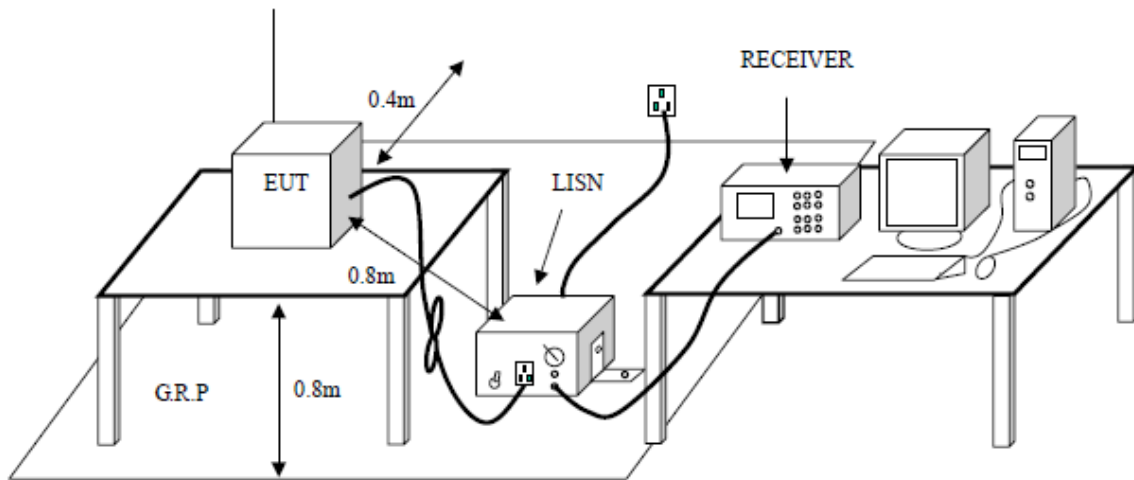 RECEIVER
0.4m
EUT
LISN
0.8m
G.R.P
0.8m